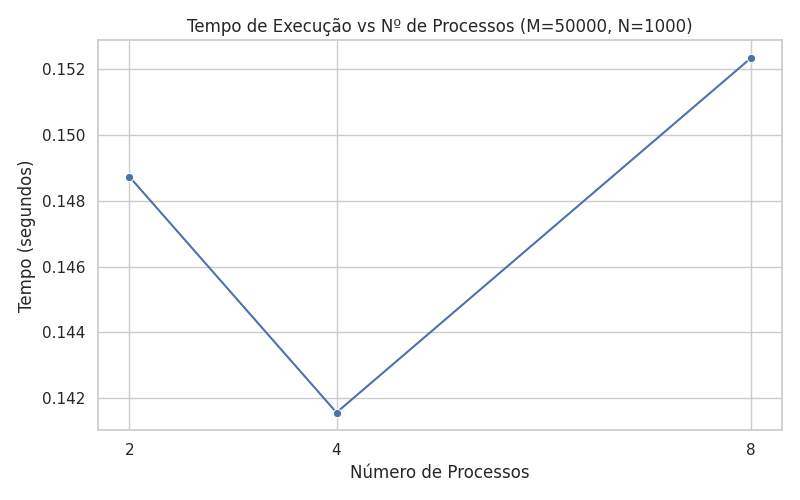 Tempo de Execução vs Nº de Processos (M=50000, N=1000)
Tempo (segundos)
0.152
0.150
0.148
0.146
0.144
0.142
2 4 8
Número de Processos